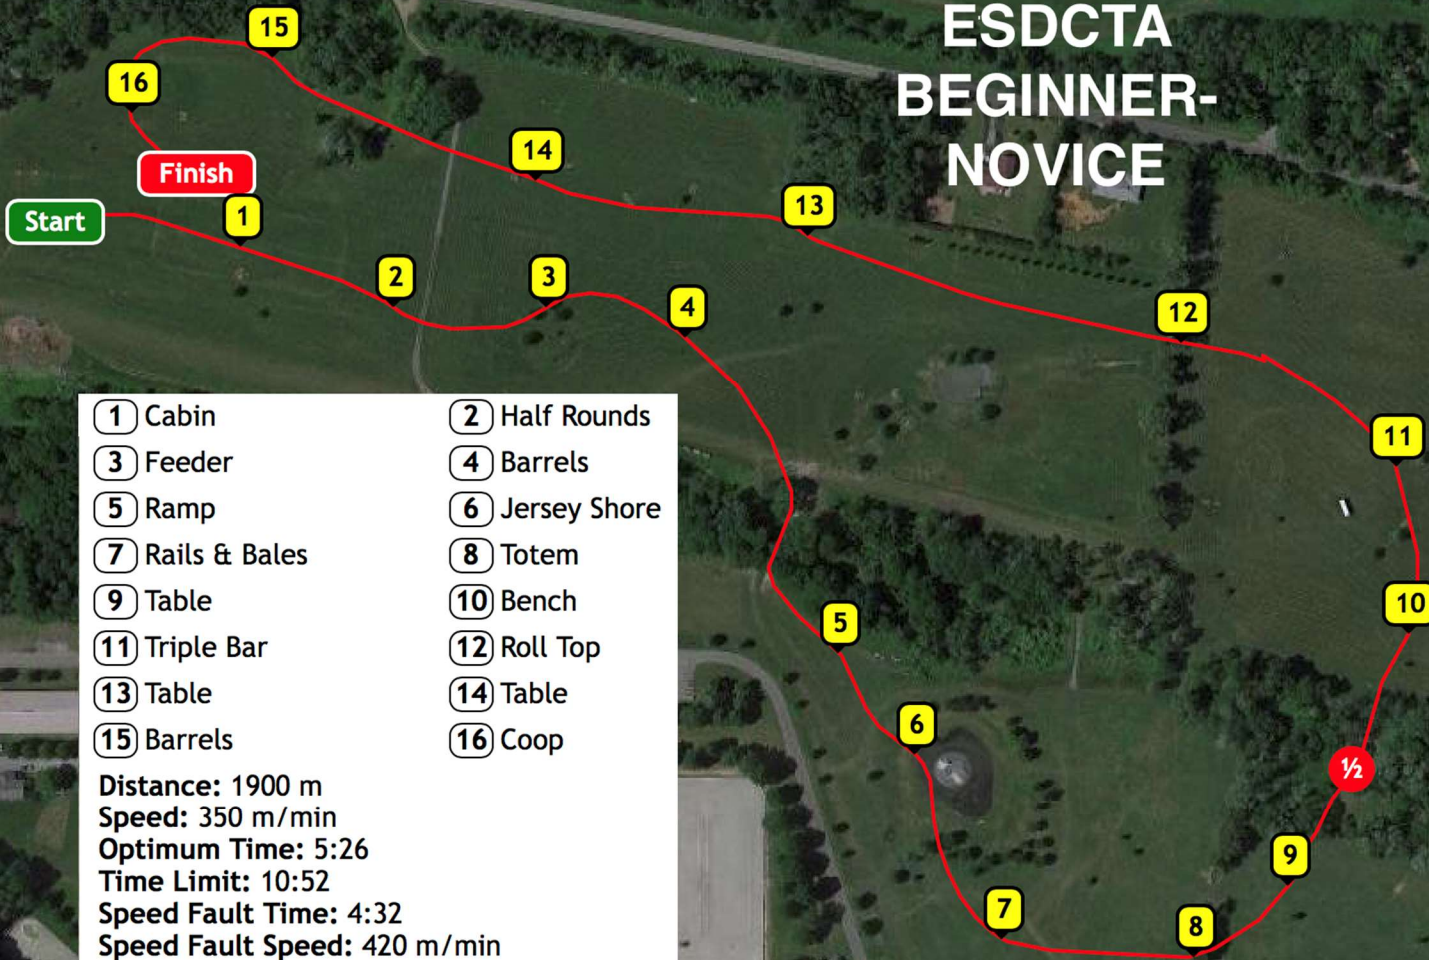 ESDCTA
BEGINNER-
NOVICE
15
16
14
Finish
13
Start
1
2
3
4
12
11
10
5
6
½
9
7
8
1 Cabin 2 Half Rounds
3 Feeder 4 Barrels
5 Ramp 6 Jersey Shore
7 Rails & Bales 8 Totem
9 Table 10 Bench
11 Triple Bar 12 Roll Top
13 Table 14 Table
15 Barrels 16 Coop
Distance: 1900 m
Speed: 350 m/min
Optimum Time: 5:26
Time Limit: 10:52
Speed Fault Time: 4:32
Speed Fault Speed: 420 m/min